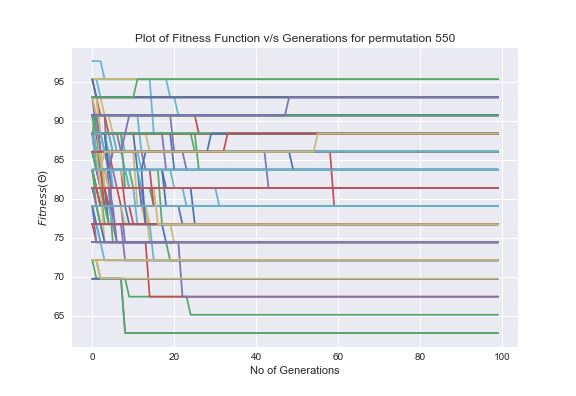 Plot of Fitness Function v/s Generations for permutation 550
95
90
85
80
75
70
65
Fitness(Θ)
0 20 40 60 80 100
No of Generations